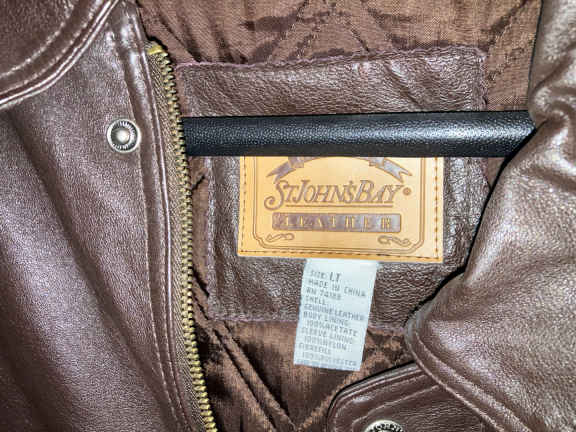 ST. JOHN'S BAY®
LEATHER
SIZE: LT
MADE IN CHINA
RN 74188
SHELL:
GENUINE LEATHER
BODY LINING:
100%ACETATE
SLEEVE LINING:
100%NYLON
FIBERFILL
100%POLYESTER